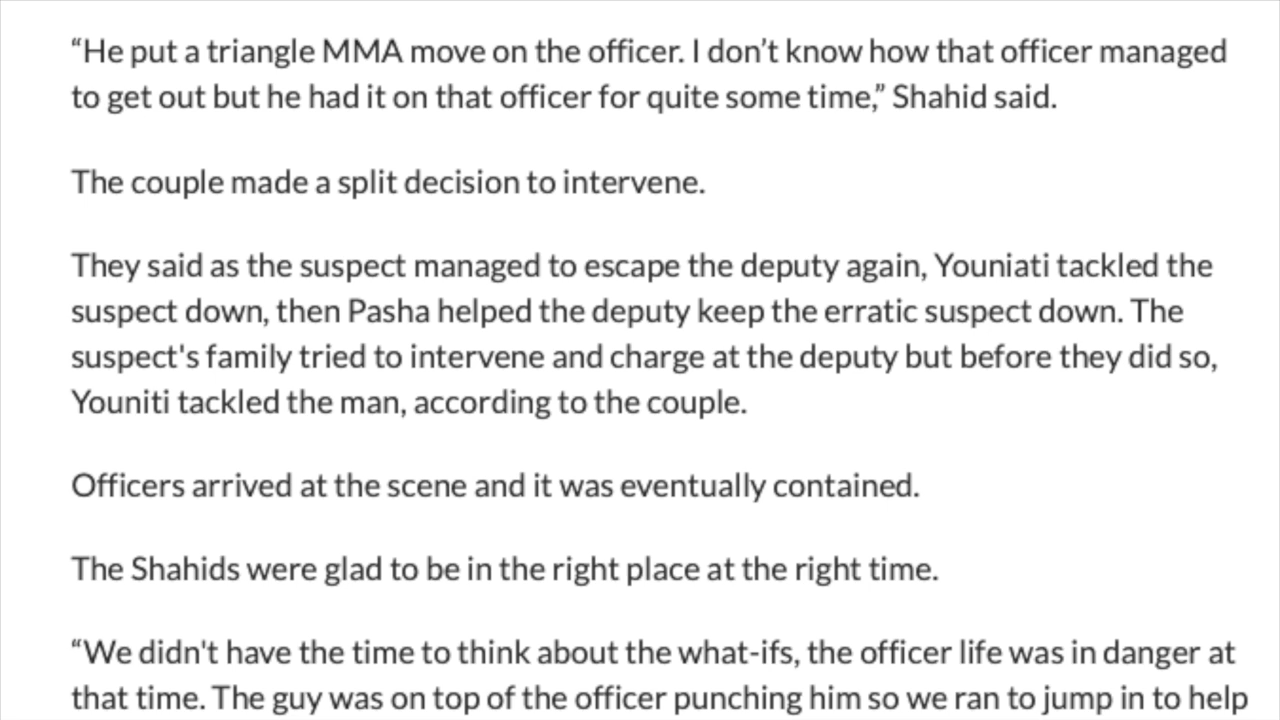 “He put a triangle MMA move on the officer. I don’t know how that officer managed
to get out but he had it on that officer for quite some time,” Shahid said.
The couple made a split decision to intervene.
They said as the suspect managed to escape the deputy again, Youniati tackled the
suspect down, then Pasha helped the deputy keep the erratic suspect down. The
suspect's family tried to intervene and charge at the deputy but before they did so,
Youniti tackled the man, according to the couple.
Officers arrived at the scene and it was eventually contained.
The Shahids were glad to be in the right place at the right time.
“We didn't have the time to think about the what-ifs, the officer life was in danger at
that time. The guy was on top of the officer punching him so we ran to jump in to help